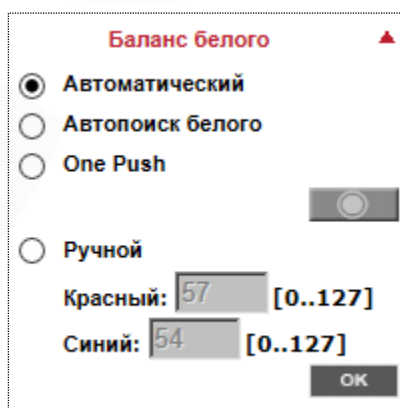 Баланс белого
Автоматический
Автопоиск белого
One Push
Ручной
Красный: 57 [0..127]
Синий: 54 [0..127]
OK